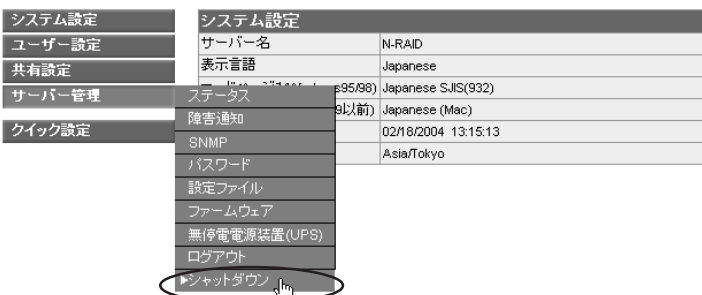 システム設定
ユーザー設定
共有設定
サーバー管理
クイック設定
システム設定
サーバー名 N-RAID
表示言語 Japanese
s95/98) Japanese SJIS(932)
9以前) Japanese (Mac)
02/18/2004 13:15:13
Asia/Tokyo
ステータス
障害通知
SNMP
パスワード
設定ファイル
ファームウェア
無停電電源装置(UPS)
ログアウト
▶シャットダウン